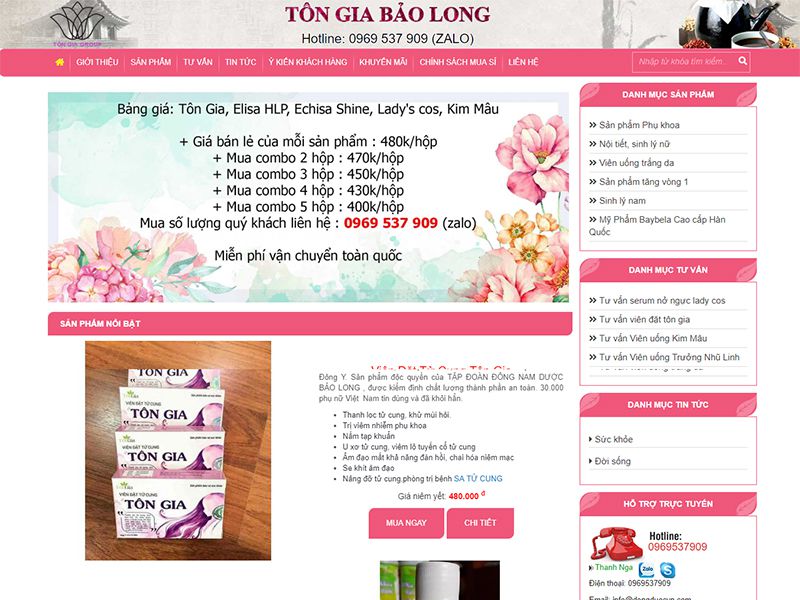 TÔN GIA BẢO LONG
TÔN GIA GROUP
Hotline: 0969 537 909 (ZALO)
GIỚI THIỆU
SẢN PHẨM
TƯ VẤN
TIN TỨC
Ý KIẾN KHÁCH HÀNG
KHUYẾN MÃI
CHÍNH SÁCH MUA SỈ
LIÊN HỆ
Nhập từ khóa tìm kiếm..
Bảng giá: Tôn Gia, Elisa HLP, Echisa Shine, Lady's cos, Kim Mâu
+ Giá bán lẻ của mỗi sản phẩm : 480k/hộp
+ Mua combo 2 hộp : 470k/hộp
+ Mua combo 3 hộp : 450k/hộp
+ Mua combo 4 hộp : 430k/hộp
+ Mua combo 5 hộp : 400k/hộp
Mua số lượng quý khách liên hệ : 0969 537 909 (zalo)
Miễn phí vận chuyển toàn quốc
SẢN PHẨM NỔI BẬT
VIÊN ĐẶT TỬ CUNG
TÔN GIA
TÔN GIA
VIÊN ĐẶT TỬ CUNG
TÔN GIA
VIÊN ĐẶT TỬ CUNG
TÔN GIA
Viên Đặt Tử Cung Tôn Gia
Đông Y. Sản phẩm độc quyền của TẬP ĐOÀN ĐÔNG NAM DƯỢC
BẢO LONG , được kiểm định chất lượng thành phần an toàn. 30.000
phụ nữ Việt Nam tin dùng và đã khỏi hẳn.
Thanh lọc tử cung, khử mùi hôi.
Trị viêm nhiễm phụ khoa
Nấm tạp khuẩn
U xơ tử cung, viêm lộ tuyến cổ tử cung
Âm đạo mất khả năng đàn hồi, chai hóa niêm mạc
Se khít âm đạo
Nâng đỡ tử cung,phòng trị bệnh SA TỬ CUNG
Giá niêm yết: 480.000 đ
MUA NGAY
CHI TIẾT
DANH MỤC SẢN PHẨM
Sản phẩm Phụ khoa
Nội tiết, sinh lý nữ
Viên uống trắng da
Sản phẩm tăng vòng 1
Sinh lý nam
Mỹ Phẩm Baybela Cao cấp Hàn
Quốc
DANH MỤC TƯ VẤN
Tư vấn serum nở ngực lady cos
Tư vấn viên đặt tôn gia
Tư vấn Viên uống Kim Mâu
Tư vấn Viên uống Trưởng Nhũ Linh
DANH MỤC TIN TỨC
Sức khỏe
Đời sống
HỖ TRỢ TRỰC TUYẾN
Hotline:
0969537909
Thanh Nga
Zalo
Điện thoại: 0969537909
Email: info@dongduocvn.com